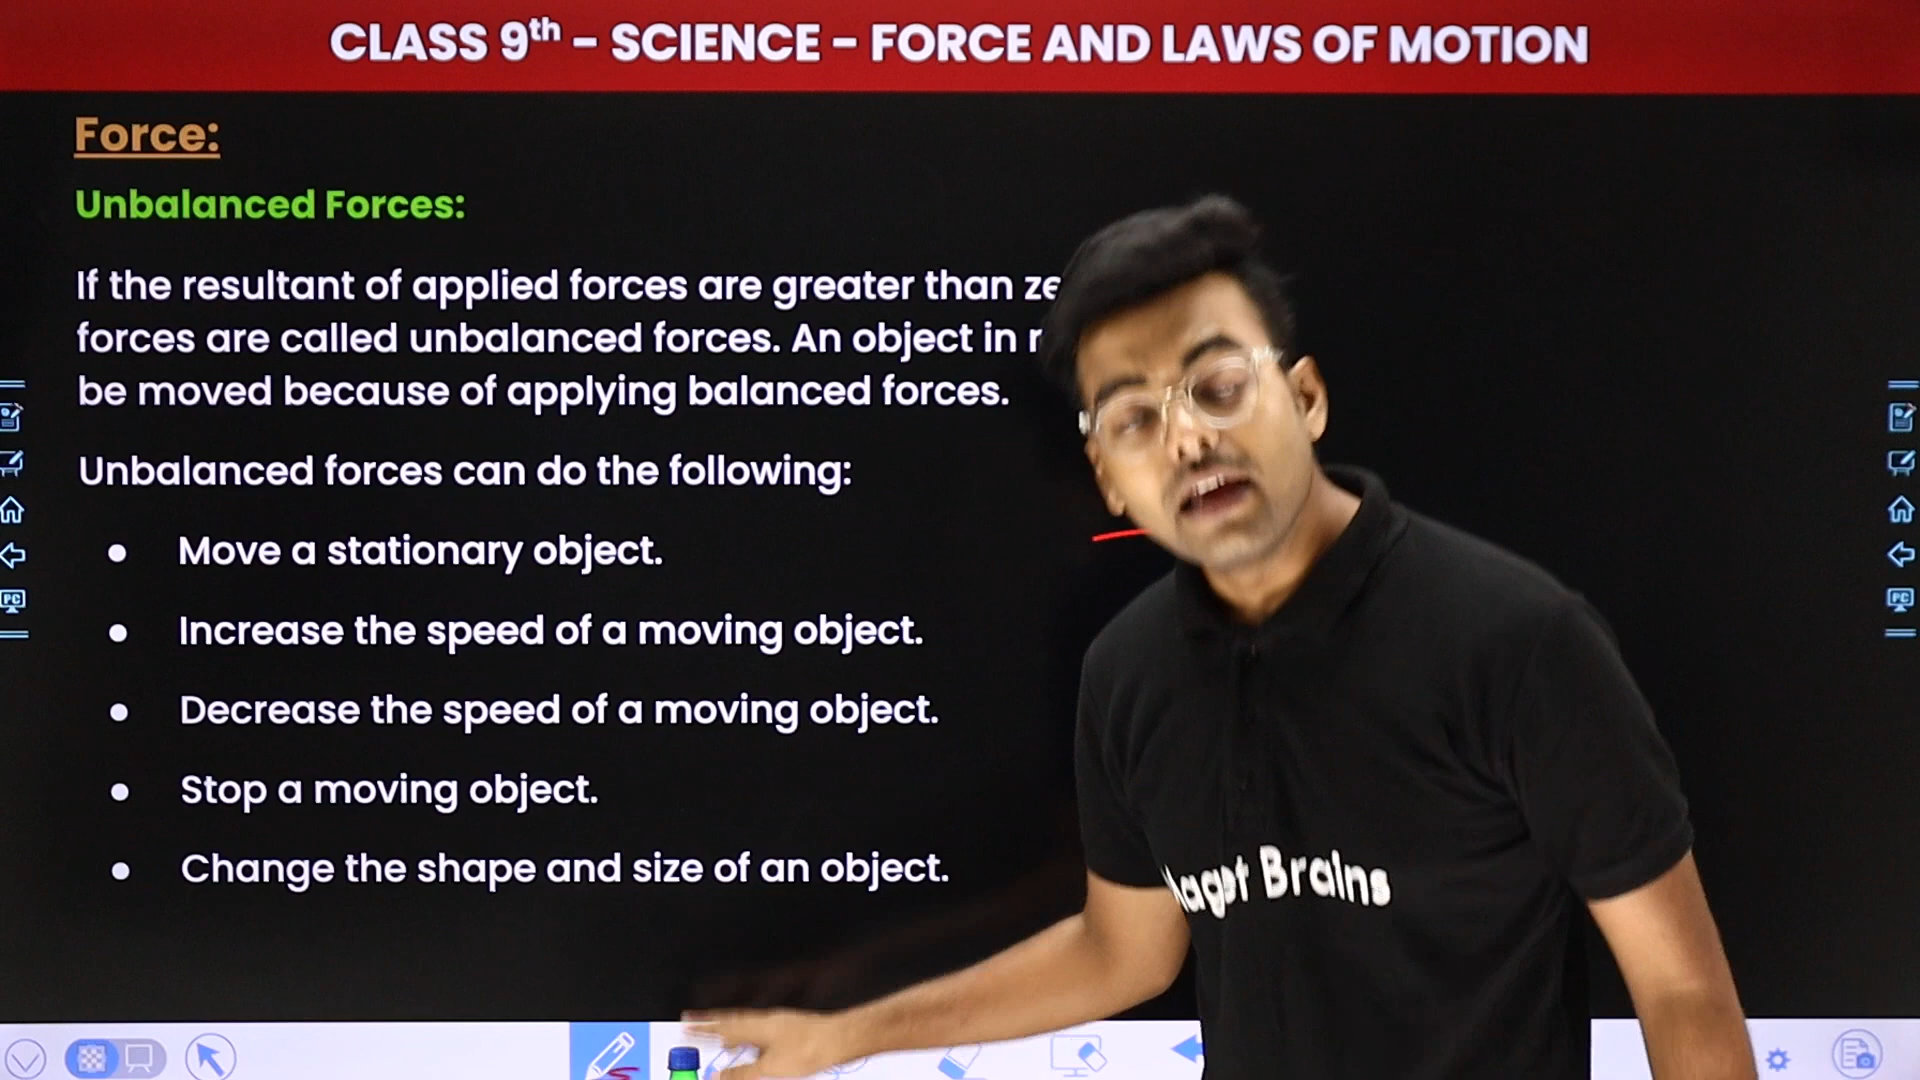 CLASS 9th – SCIENCE – FORCE AND LAWS OF MOTION
Force:
Unbalanced Forces:
If the resultant of applied forces are greater than
forces are called unbalanced forces. An object in
be moved because of applying balanced forces.
Unbalanced forces can do the following:
● Move a stationary object.
● Increase the speed of a moving object.
● Decrease the speed of a moving object.
● Stop a moving object.
● Change the shape and size of an object.
Brains
PC
PC